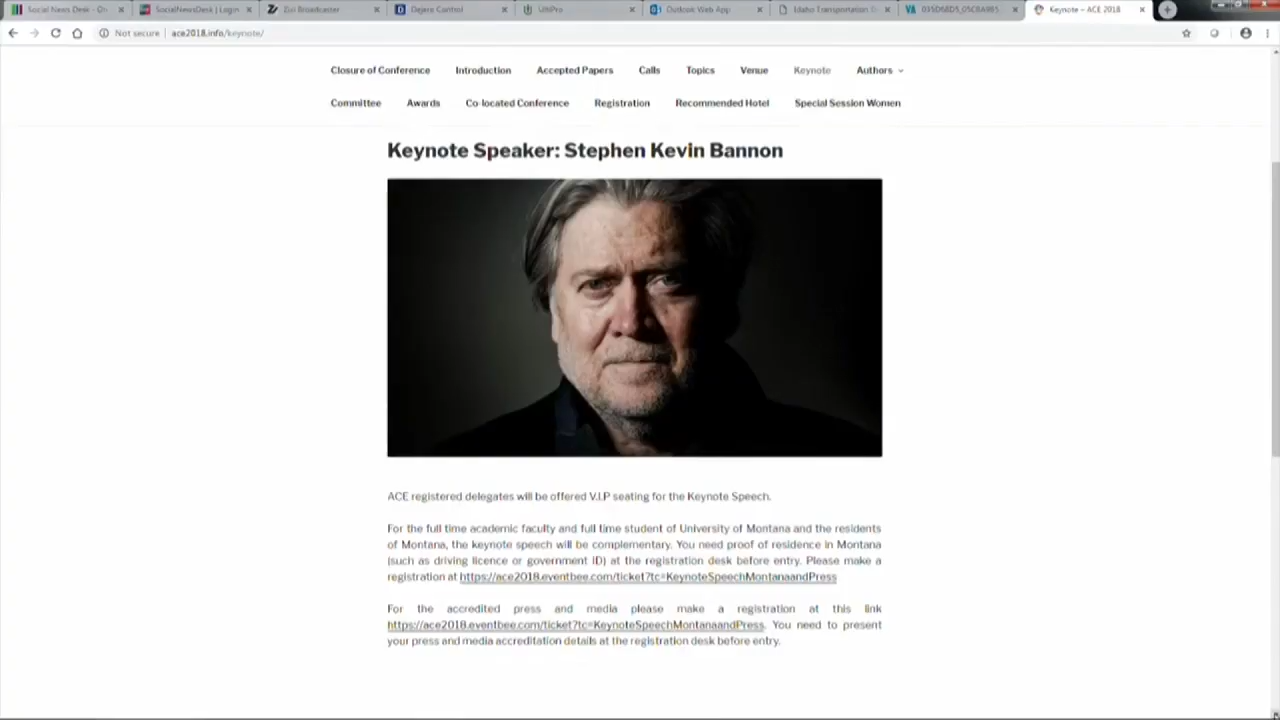 Social News Desk
SocialNewsDesk | Login
Zixi Broadcaster
Dejero Control
Outlook Web App
Idaho Transportation
Keynote – ACE 2018
Not secure | ace2018.info/keynote/
Closure of Conference Introduction Accepted Papers Calls Topics Venue Keynote Authors
Committee Awards Co-located Conference Registration Recommended Hotel Special Session Women
Keynote Speaker: Stephen Kevin Bannon
ACE registered delegates will be offered V.I.P seating for the Keynote Speech.
For the full time academic faculty and full time student of University of Montana and the residents
of Montana, the keynote speech will be complementary. You need proof of residence in Montana
(such as driving licence or government ID) at the registration desk before entry. Please make a
registration at https://ace2018.eventbee.com/ticket?tc=KeynoteSpeechMontanaandPress
For the accredited press and media please make a registration at this link
https://ace2018.eventbee.com/ticket?tc=KeynoteSpeechMontanaandPress. You need to present
your press and media accreditation details at the registration desk before entry.